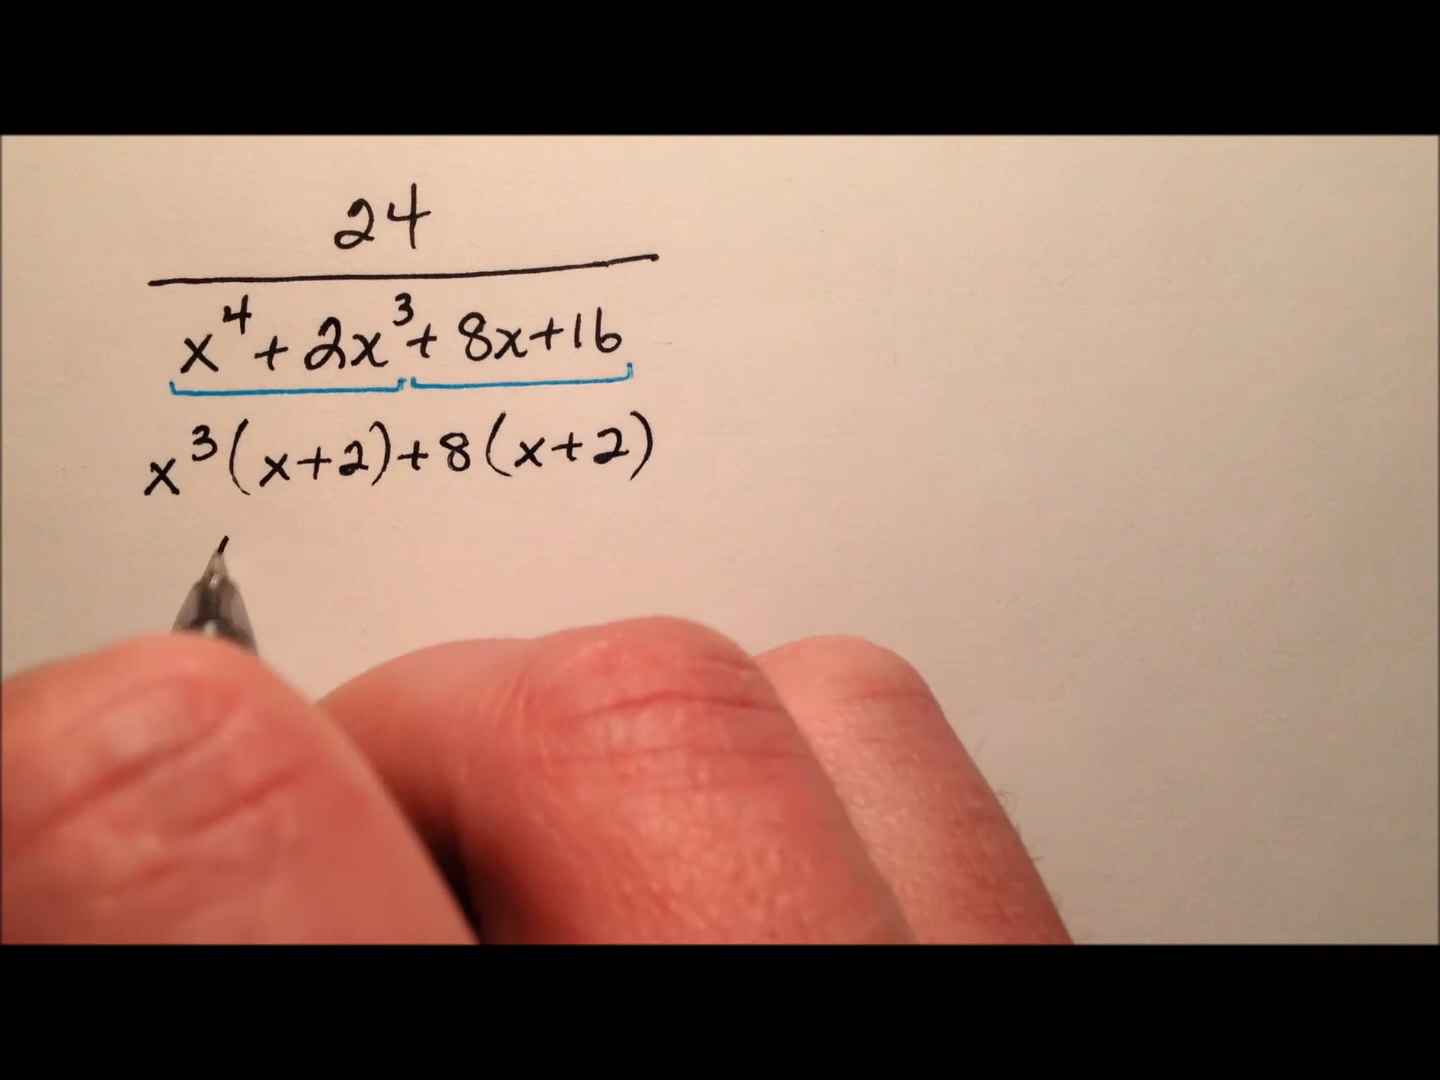 24
x⁴ + 2x³ + 8x + 16
x³(x+2)+8(x+2)